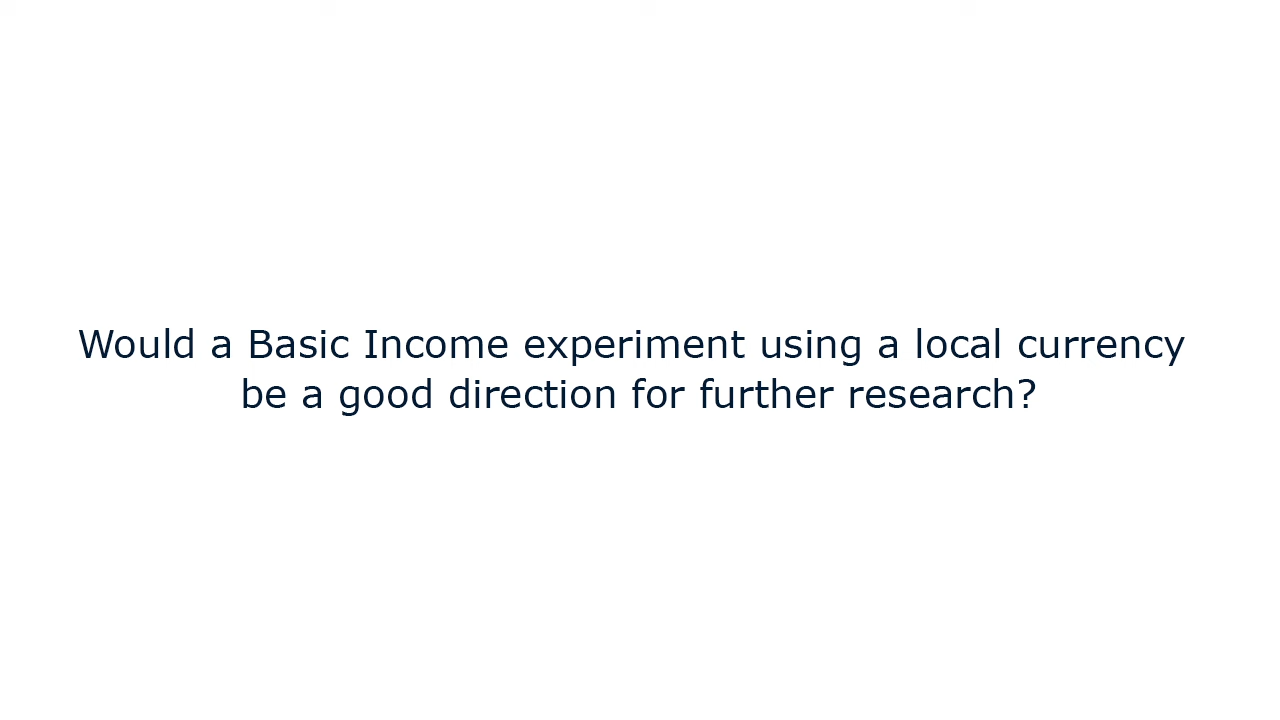 Would a Basic Income experiment using a local currency
be a good direction for further research?